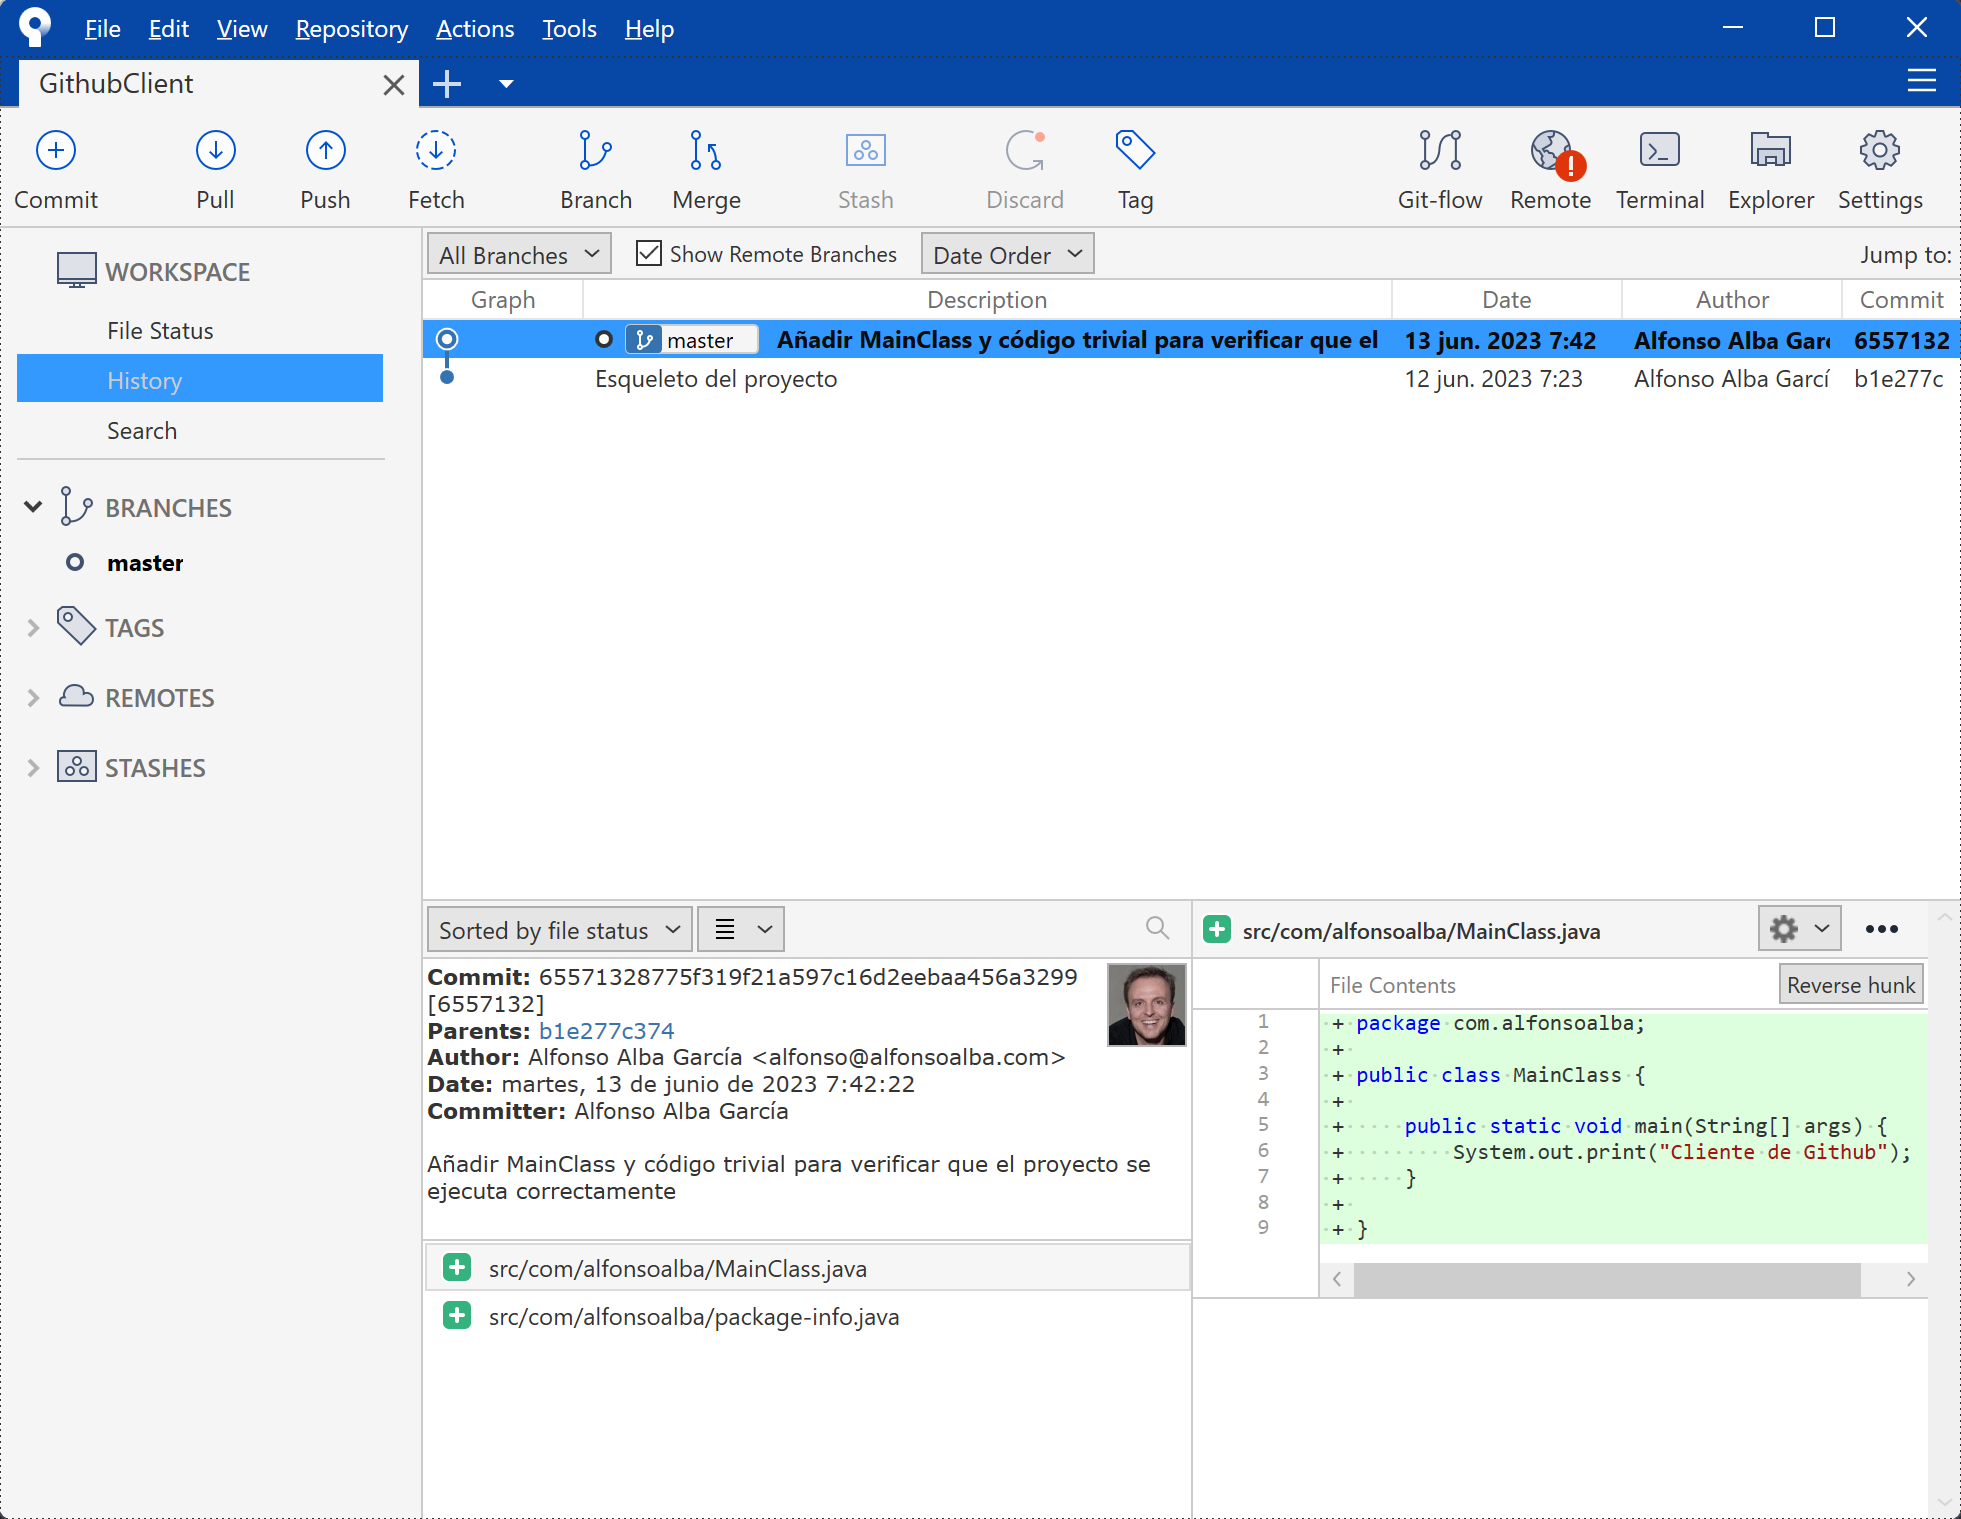 File Edit View Repository Actions Tools Help
GithubClient
Commit Pull Push Fetch Branch Merge Stash Discard Tag Git-flow Remote Terminal Explorer Settings
WORKSPACE
File Status
History
Search
BRANCHES
master
TAGS
REMOTES
STASHES
All Branches Show Remote Branches Date Order Jump to:
Graph Description Date Author Commit
master Añadir MainClass y código trivial para verificar que el 13 jun. 2023 7:42 Alfonso Alba Garc 6557132
Esqueleto del proyecto 12 jun. 2023 7:23 Alfonso Alba Garcí b1e277c
Sorted by file status
Commit: 65571328775f319f21a597c16d2eebaa456a3299
[6557132]
Parents: b1e277c374
Author: Alfonso Alba García <alfonso@alfonsoalba.com>
Date: martes, 13 de junio de 2023 7:42:22
Committer: Alfonso Alba García
Añadir MainClass y código trivial para verificar que el proyecto se
ejecuta correctamente
src/com/alfonsoalba/MainClass.java
src/com/alfonsoalba/package-info.java
src/com/alfonsoalba/MainClass.java
File Contents Reverse hunk
1 + package com.alfonsoalba;
2 +
3 + public class MainClass {
4 +
5 + public static void main(String[] args) {
6 + System.out.print("Cliente de Github");
7 + }
8 +
9 + }